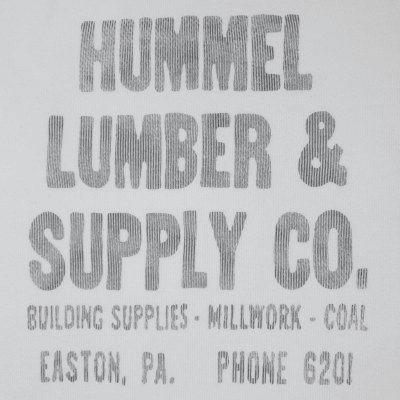 HUMMEL
LUMBER &
SUPPLY CO.
BUILDING SUPPLIES - MILLWORK - COAL
EASTON, PA. PHONE 6201